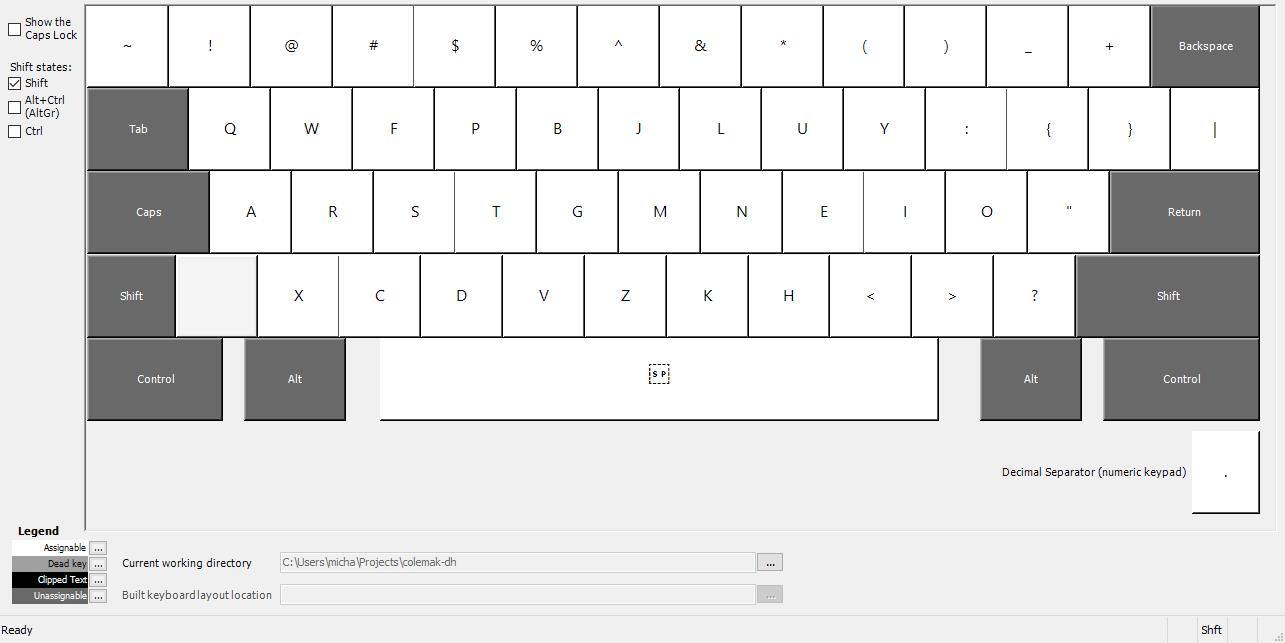 Show the
Caps Lock
Shift states:
Shift
Alt+Ctrl
(AltGr)
Ctrl
~ ! @ # $ % ^ & * ( ) _ + Backspace
Tab Q W F P B J L U Y : { } |
Caps A R S T G M N E I O " Return
Shift X C D V Z K H < > ? Shift
Control Alt SP Alt Control
Decimal Separator (numeric keypad) .
Legend
Assignable ...
Dead key ...
Clipped Text ...
Unassignable ...
Current working directory C:\Users\micha\Projects\colemak-dh ...
Built keyboard layout location ...
Ready Shft